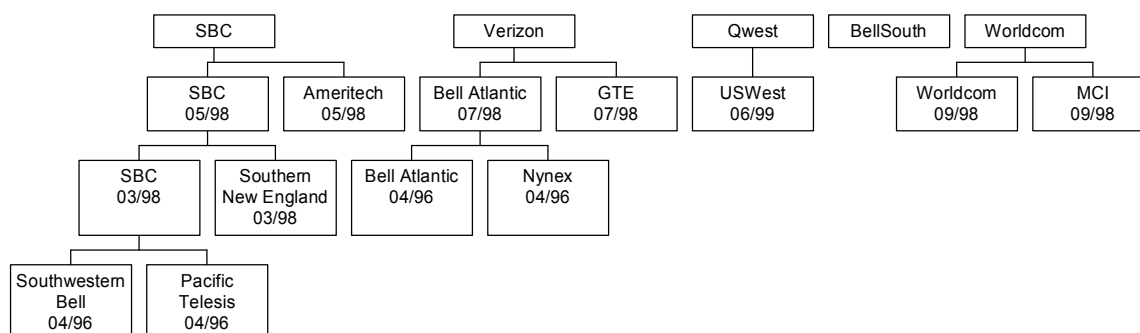 SBC
Verizon
Qwest
BellSouth
Worldcom
SBC
05/98
Ameritech
05/98
Bell Atlantic
07/98
GTE
07/98
USWest
06/99
Worldcom
09/98
MCI
09/98
SBC
03/98
Southern
New England
03/98
Bell Atlantic
04/96
Nynex
04/96
Southwestern
Bell
04/96
Pacific
Telesis
04/96